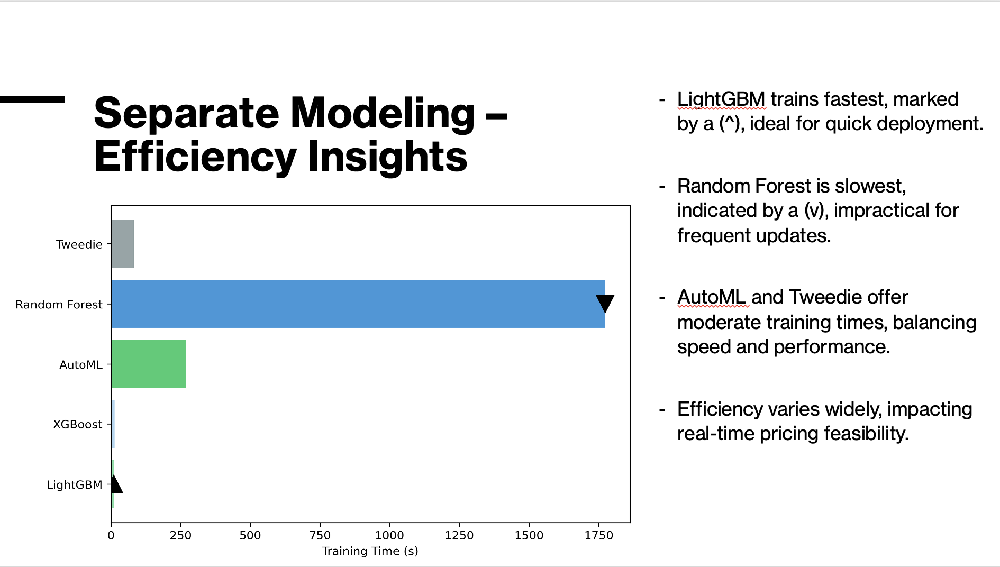 Separate Modeling –
Efficiency Insights
Tweedie
Random Forest
AutoML
XGBoost
LightGBM
0 250 500 750 1000 1250 1500 1750
Training Time (s)
- LightGBM trains fastest, marked
by a (^), ideal for quick deployment.
- Random Forest is slowest,
indicated by a (v), impractical for
frequent updates.
- AutoML and Tweedie offer
moderate training times, balancing
speed and performance.
- Efficiency varies widely, impacting
real-time pricing feasibility.